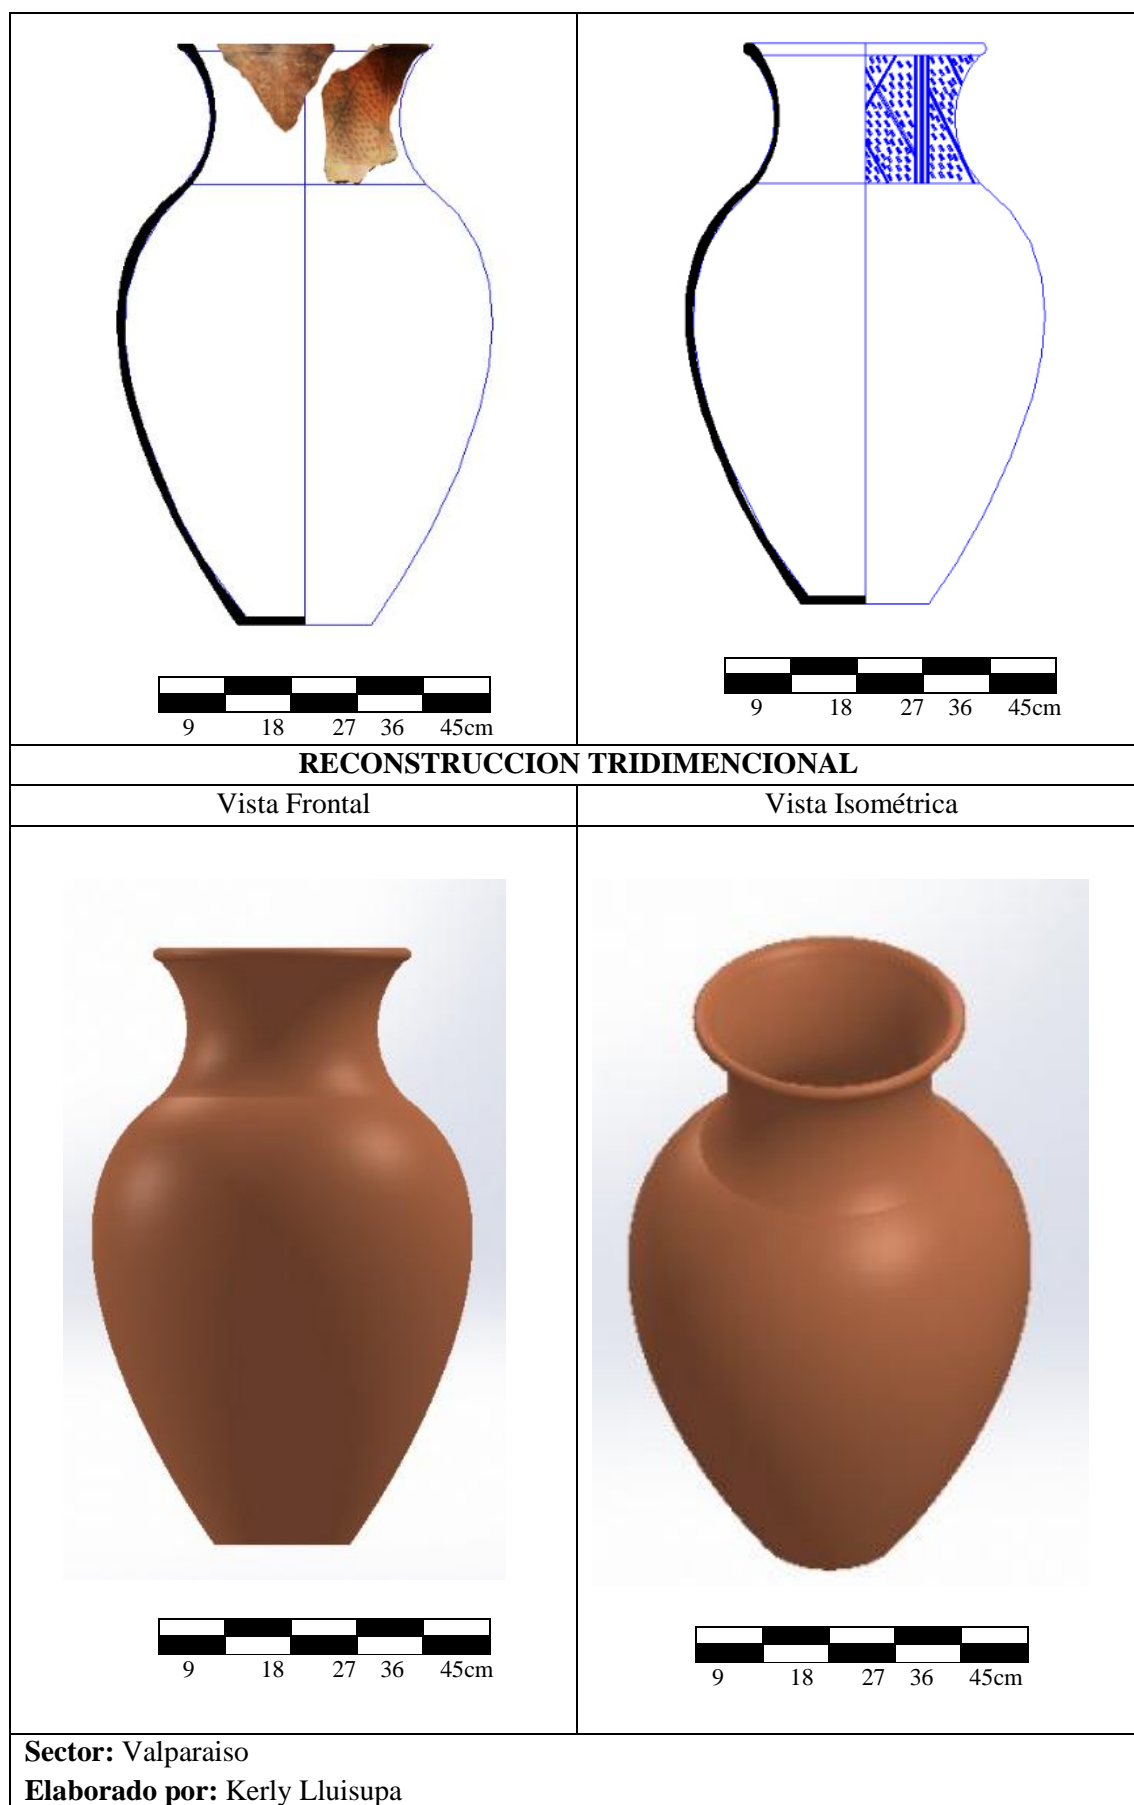 9 18 27 36 45cm
9 18 27 36 45cm
RECONSTRUCCION TRIDIMENCIONAL
Vista Frontal
Vista Isométrica
9 18 27 36 45cm
9 18 27 36 45cm
Sector: Valparaiso
Elaborado por: Kerly Lluisupa